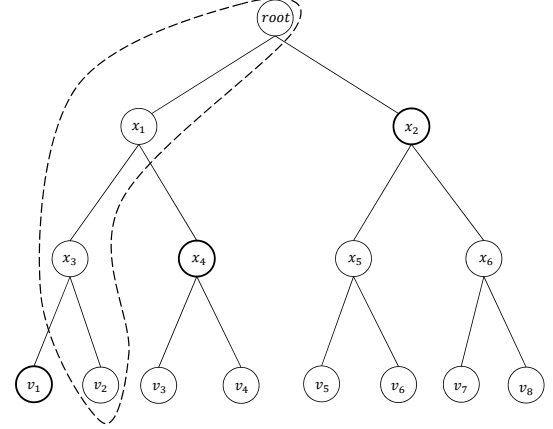 root
x₁ x₂
x₃ x₄ x₅ x₆
v₁ v₂ v₃ v₄ v₅ v₆ v₇ v₈